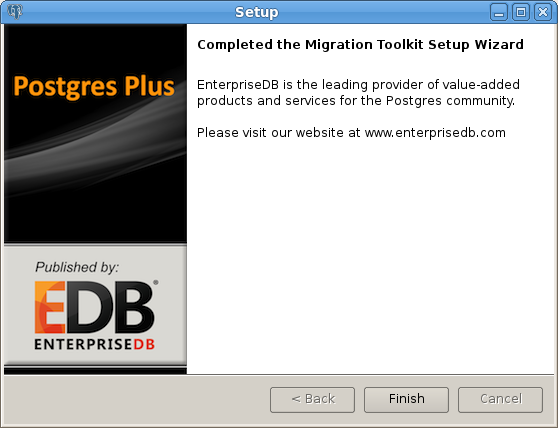 Setup
Completed the Migration Toolkit Setup Wizard
Postgres Plus
EnterpriseDB is the leading provider of value-added
products and services for the Postgres community.
Please visit our website at www.enterprisedb.com
Published by:
EDB®
ENTERPRISEDB
< Back
Finish
Cancel